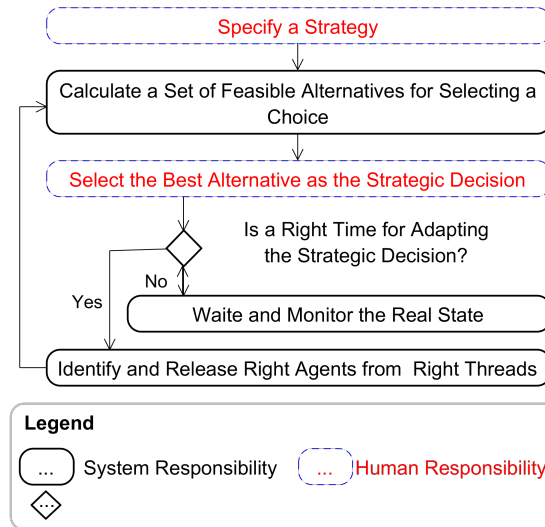 Specify a Strategy
Calculate a Set of Feasible Alternatives for Selecting a
Choice
Select the Best Alternative as the Strategic Decision
Is a Right Time for Adapting
the Strategic Decision?
No
Yes
Waite and Monitor the Real State
Identify and Release Right Agents from Right Threads
Legend
... System Responsibility
... Human Responsibility
...